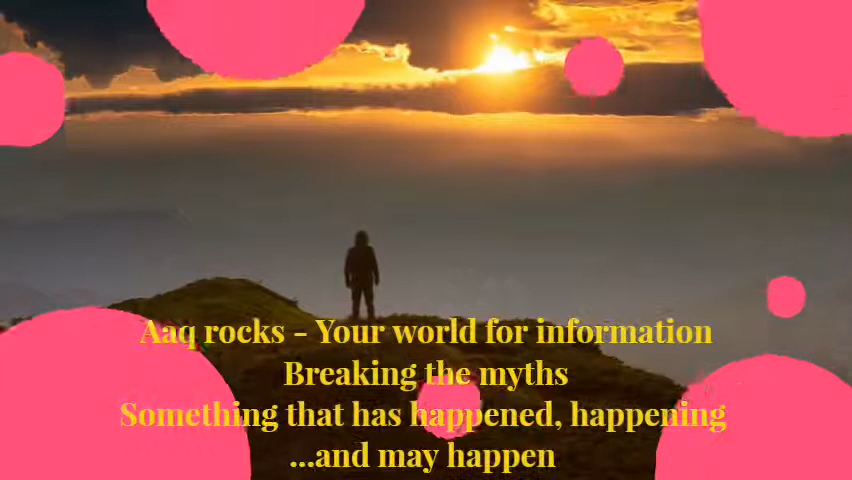 Aaq rocks - Your world for information
Breaking the myths
Something that has happened, happening
...and may happen